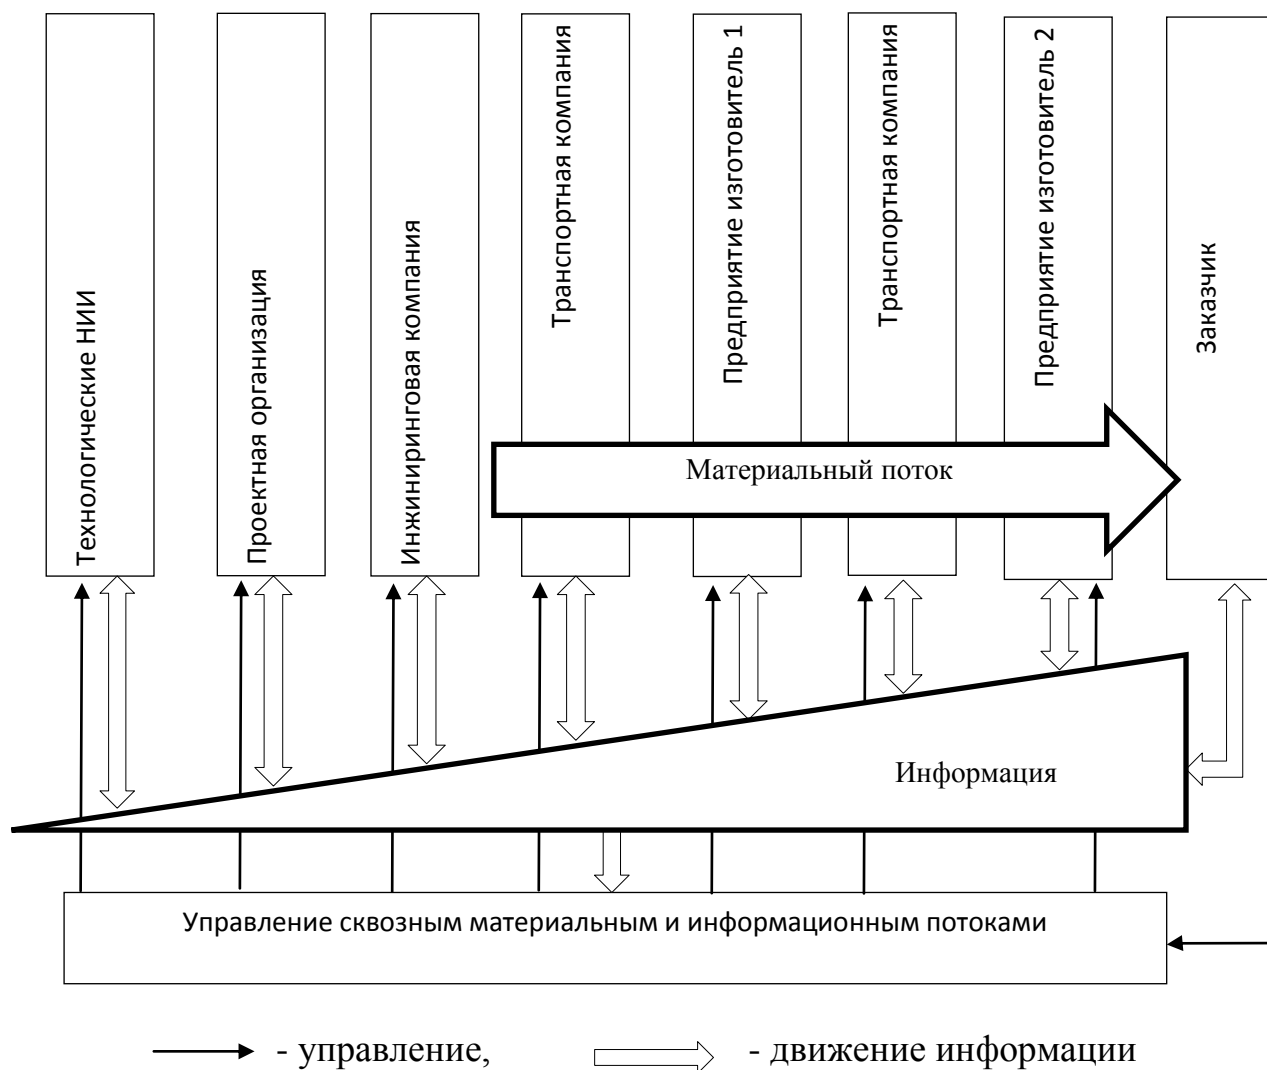 Технологические НИИ
Проектная организация
Инжиниринговая компания
Транспортная компания
Предприятие изготовитель 1
Транспортная компания
Предприятие изготовитель 2
Заказчик
Материальный поток
Информация
Управление сквозным материальным и информационным потоками
- управление,
- движение информации